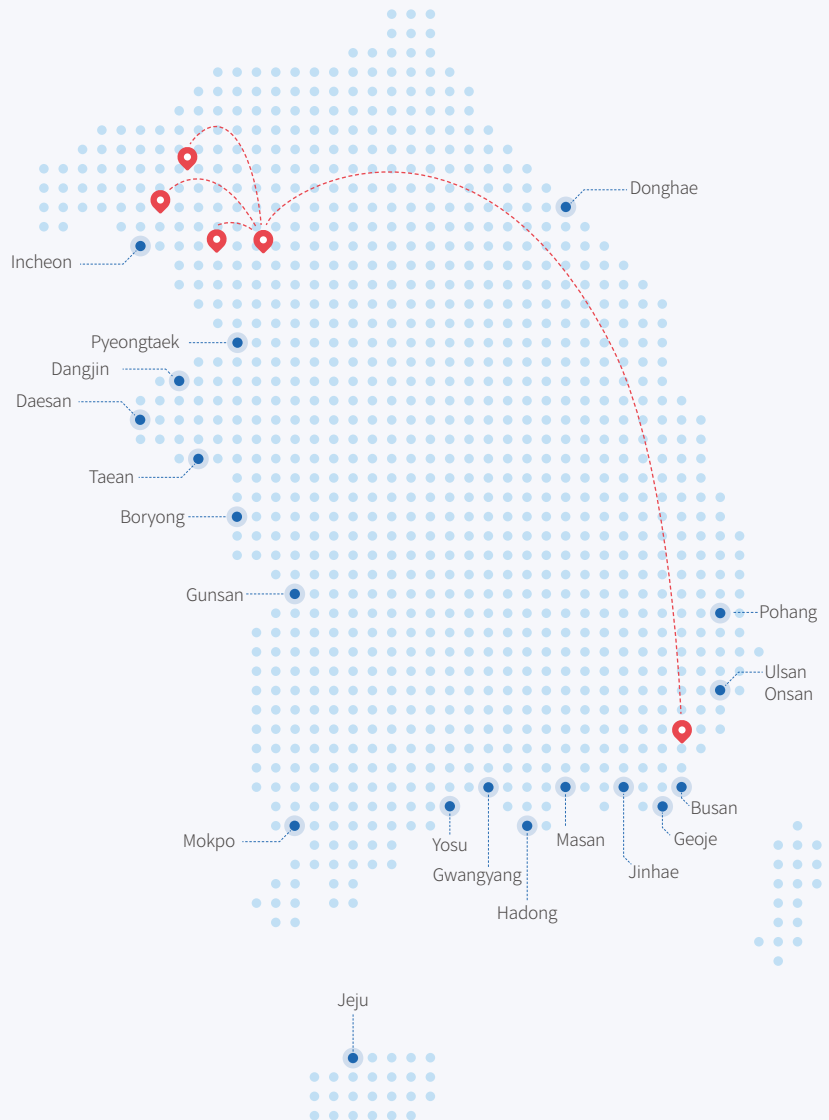 Donghae
Incheon
Pyeongtaek
Dangjin
Daesan
Taean
Boryong
Gunsan
Pohang
Ulsan
Onsan
Busan
Geoje
Masan
Mokpo
Yosu
Jinhae
Gwangyang
Hadong
Jeju